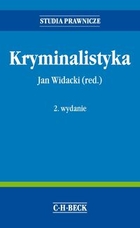 STUDIA PRAWNICZE
Kryminalistyka
Jan Widacki (red.)
2. wydanie
C·H·BECK